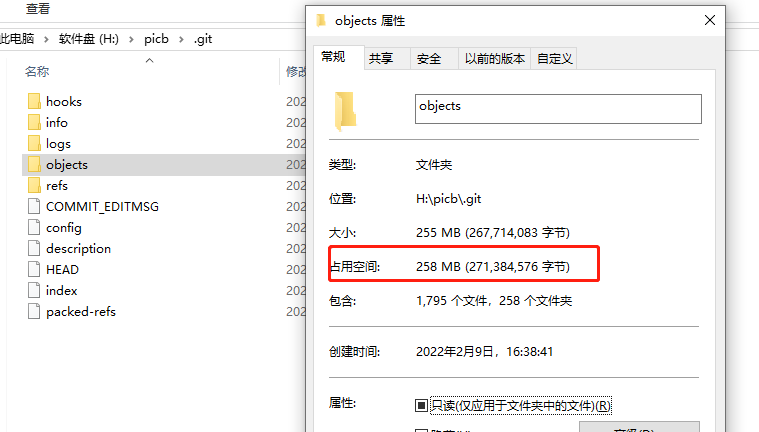 查看
此电脑 > 软件盘 (H:) > picb > .git
名称
修改
hooks
202
info
202
logs
202
objects
202
refs
202
COMMIT_EDITMSG
202
config
202
description
202
HEAD
202
index
202
packed-refs
202
objects 属性
常规
共享
安全
以前的版本
自定义
objects
类型:
文件夹
位置:
H:\picb\.git
大小:
255 MB (267,714,083 字节)
占用空间:
258 MB (271,384,576 字节)
包含:
1,795 个文件，258 个文件夹
创建时间:
2022年2月9日，16:38:41
属性:
只读(仅应用于文件夹中的文件)(R)